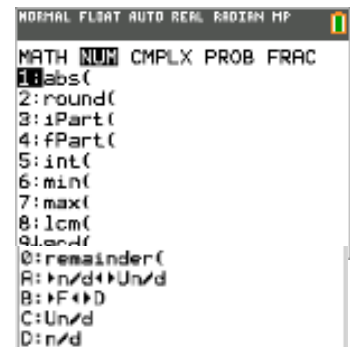 NORMAL FLOAT AUTO REAL RADIAN MP
MATH NUM CMPLX PROB FRAC
1:abs(
2:round(
3:iPart(
4:fPart(
5:int(
6:min(
7:max(
8:lcm(
9↓gcd(
0:remainder(
A:▶n/d◀▶Un/d
B:▶F◀▶D
C:Un/d
D:n/d